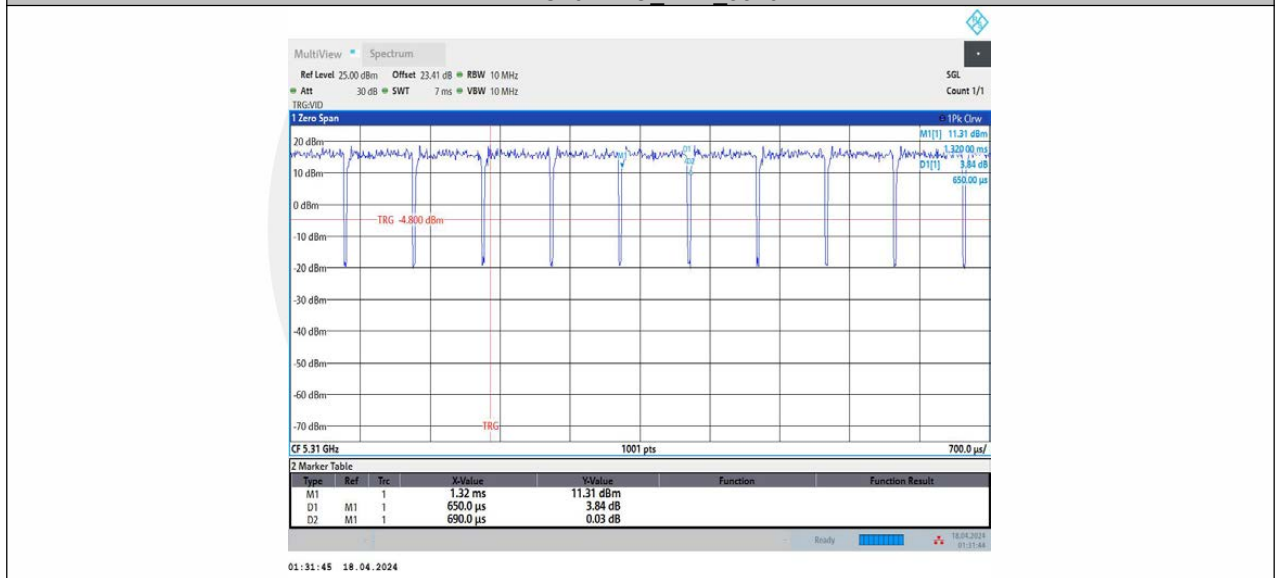 MultiView Spectrum
Ref Level 25.00 dBm Offset 23.41 dB RBW 10 MHz SGL
Att 30 dB SWT 7 ms VBW 10 MHz Count 1/1
TRG:VID
1 Zero Span 1Pk Clrw
M1[1] 11.31 dBm
20 dBm
1.320 00 ms
M1 D1 D2
D1[1] 3.84 dB
10 dBm
650.00 µs
0 dBm
TRG -4.800 dBm
-10 dBm
-20 dBm
-30 dBm
-40 dBm
-50 dBm
-60 dBm
-70 dBm
TRG
CF 5.31 GHz 1001 pts 700.0 µs/
2 Marker Table
Type Ref Trc X-Value Y-Value Function Function Result
M1 1 1.32 ms 11.31 dBm
D1 M1 1 650.0 µs 3.84 dB
D2 M1 1 690.0 µs 0.03 dB
Ready 18.04.2024
01:31:44
01:31:45 18.04.2024